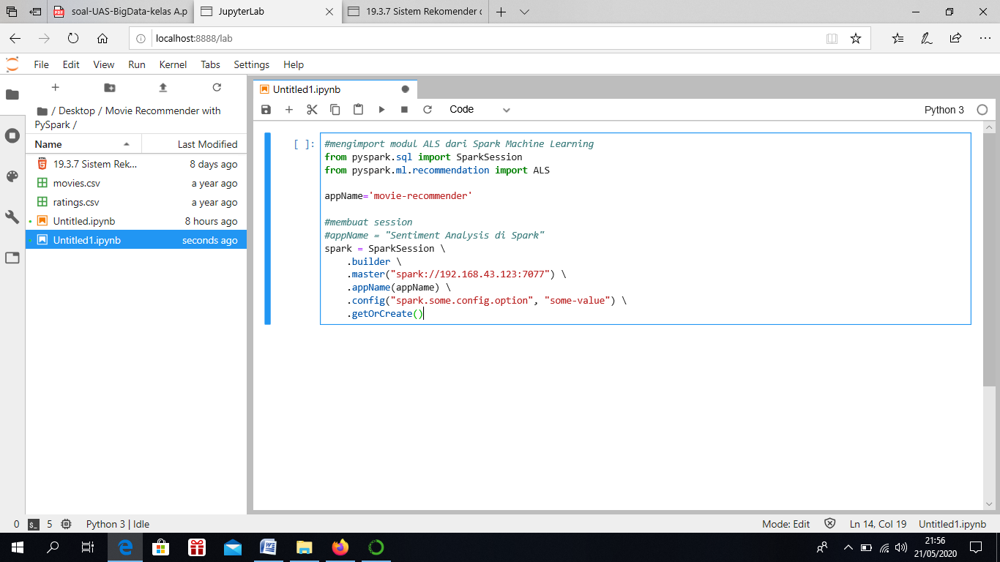 soal-UAS-BigData-kelas A.p
JupyterLab
19.3.7 Sistem Rekomender c
localhost:8888/lab
File Edit View Run Kernel Tabs Settings Help
/ Desktop / Movie Recommender with
PySpark /
Name Last Modified
19.3.7 Sistem Rek... 8 days ago
movies.csv a year ago
ratings.csv a year ago
Untitled.ipynb 8 hours ago
Untitled1.ipynb seconds ago
Untitled1.ipynb
Code
Python 3
[ ]:
#mengimport modul ALS dari Spark Machine Learning
from pyspark.sql import SparkSession
from pyspark.ml.recommendation import ALS
appName='movie-recommender'
#membuat session
#appName = "Sentiment Analysis di Spark"
spark = SparkSession \
.builder \
.master("spark://192.168.43.123:7077") \
.appName(appName) \
.config("spark.some.config.option", "some-value") \
.getOrCreate()
0 5 Python 3 | Idle
Mode: Edit Ln 14, Col 19 Untitled1.ipynb
21:56
21/05/2020